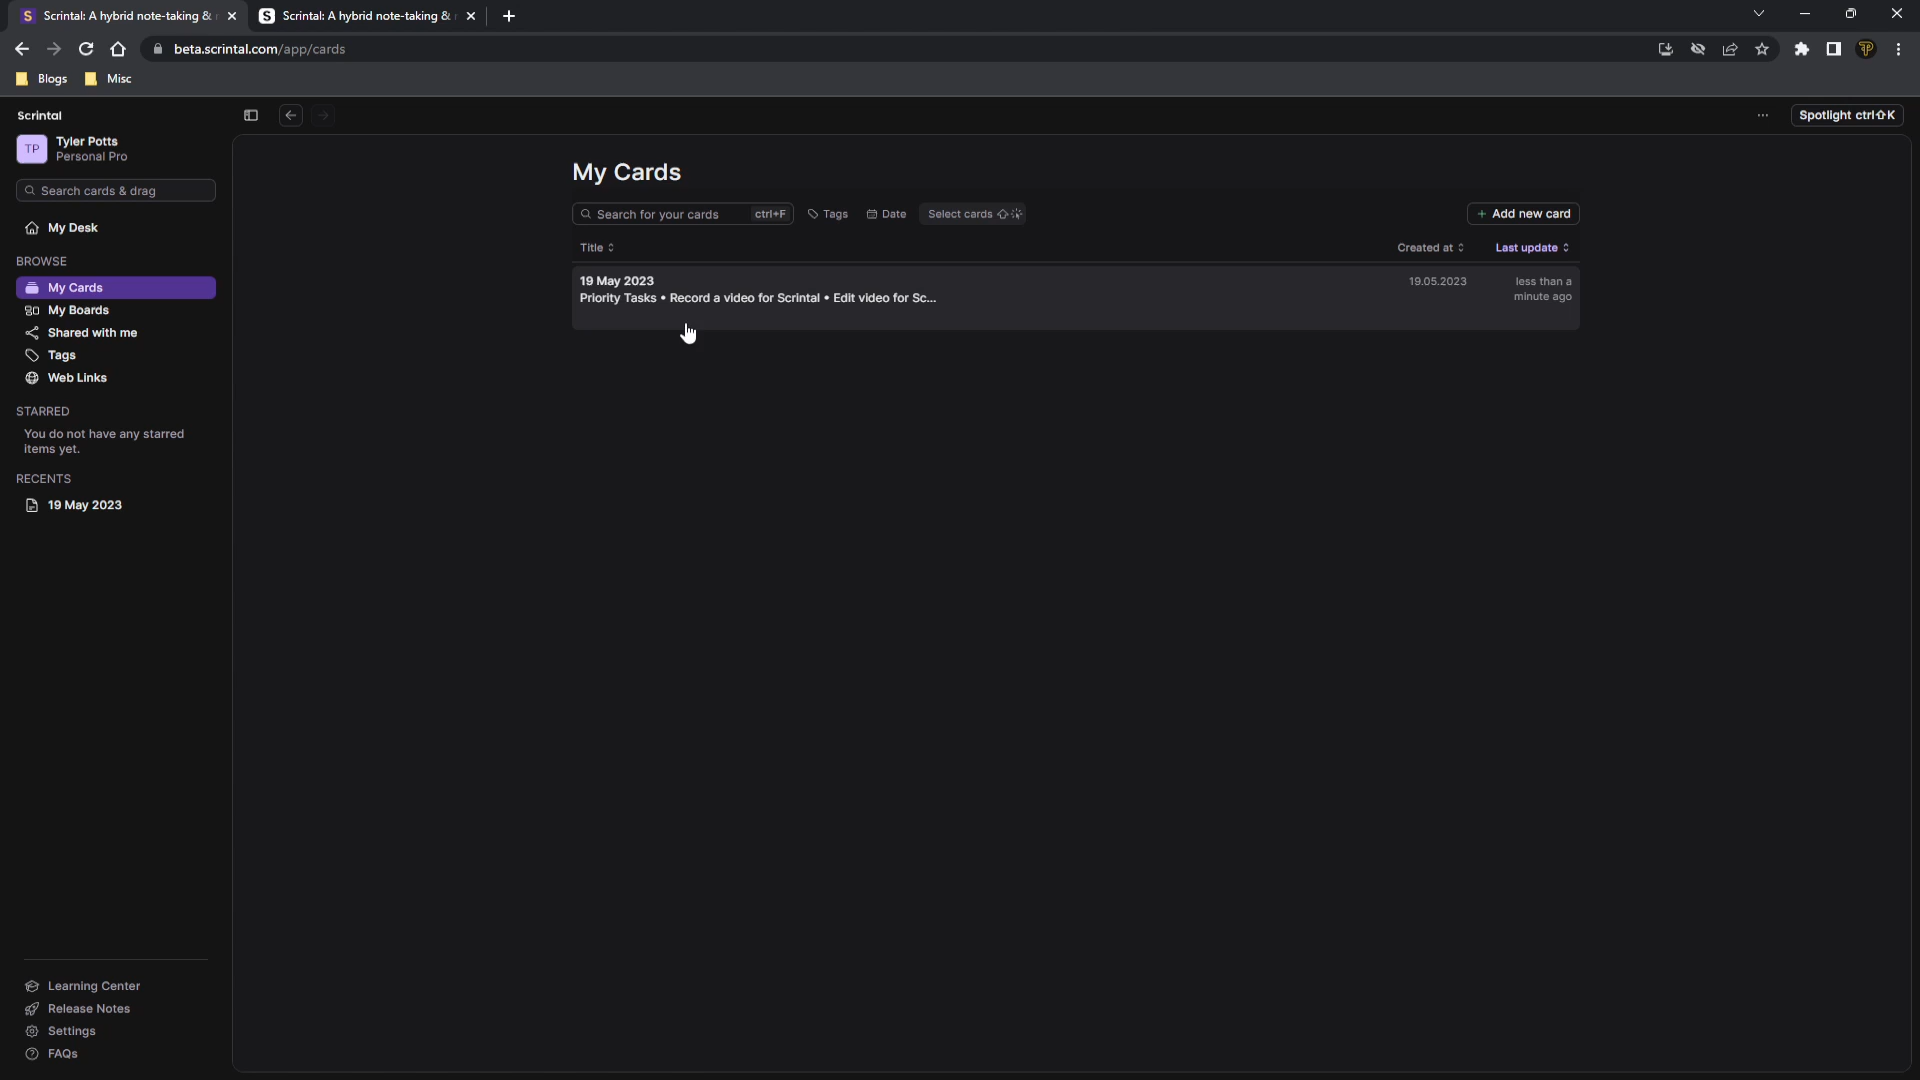 Scrintal: A hybrid note-taking &
Scrintal: A hybrid note-taking &
beta.scrintal.com/app/cards
Blogs
Misc
Scrintal
Spotlight ctrl⇧K
TP
Tyler Potts
Personal Pro
Search cards & drag
My Desk
BROWSE
My Cards
My Boards
Shared with me
Tags
Web Links
STARRED
You do not have any starred
items yet.
RECENTS
19 May 2023
Learning Center
Release Notes
Settings
FAQs
My Cards
Search for your cards ctrl+F Tags Date Select cards + Add new card
Title Created at Last update
19 May 2023 19.05.2023 less than a
Priority Tasks • Record a video for Scrintal • Edit video for Sc... minute ago